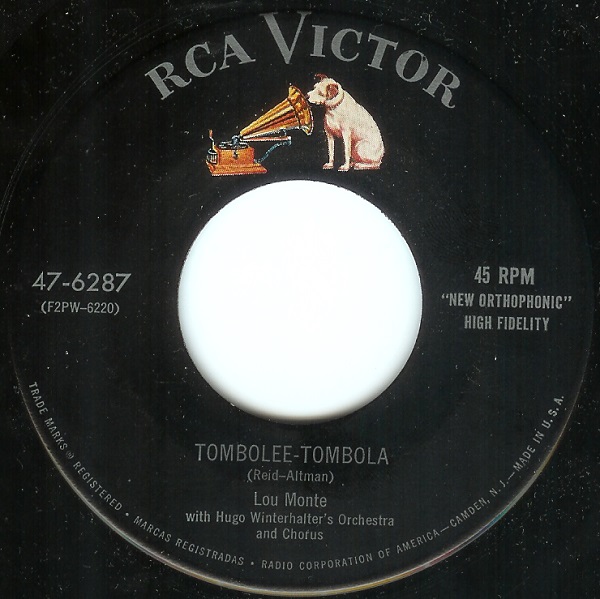 RCA VICTOR
47-6287
(F2PW-6220)
45 RPM
"NEW ORTHOPHONIC"
HIGH FIDELITY
TOMBOLEE-TOMBOLA
(Reid-Altman)
Lou Monte
with Hugo Winterhalter's Orchestra
and Chorus
TRADE MARKS ® REGISTERED • MARCAS REGISTRADAS • RADIO CORPORATION OF AMERICA—CAMDEN, N.J.—MADE IN U.S.A.